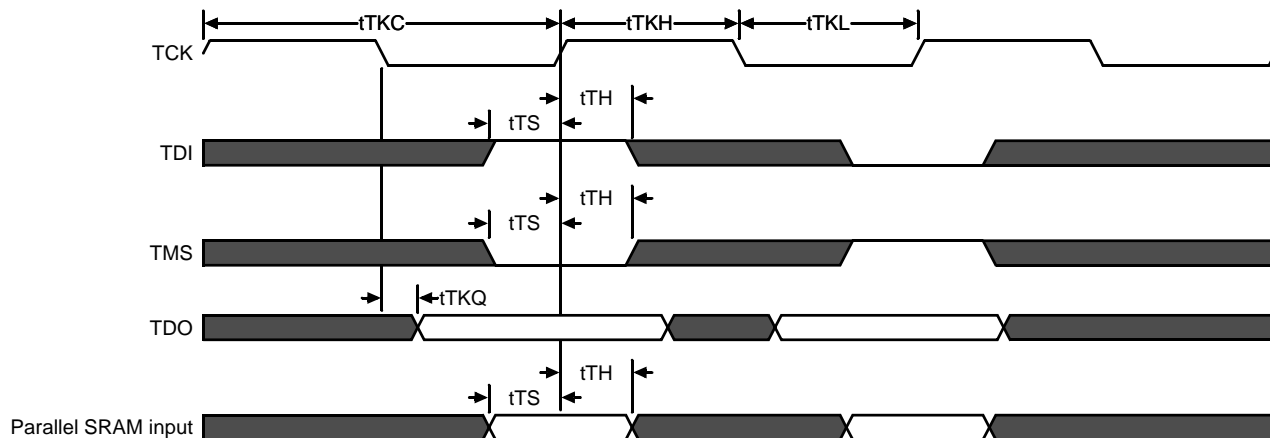 tTKC tTKH tTKL
TCK
tTH
tTS
TDI
tTH
tTS
TMS
tTKQ
TDO
tTH
tTS
Parallel SRAM input